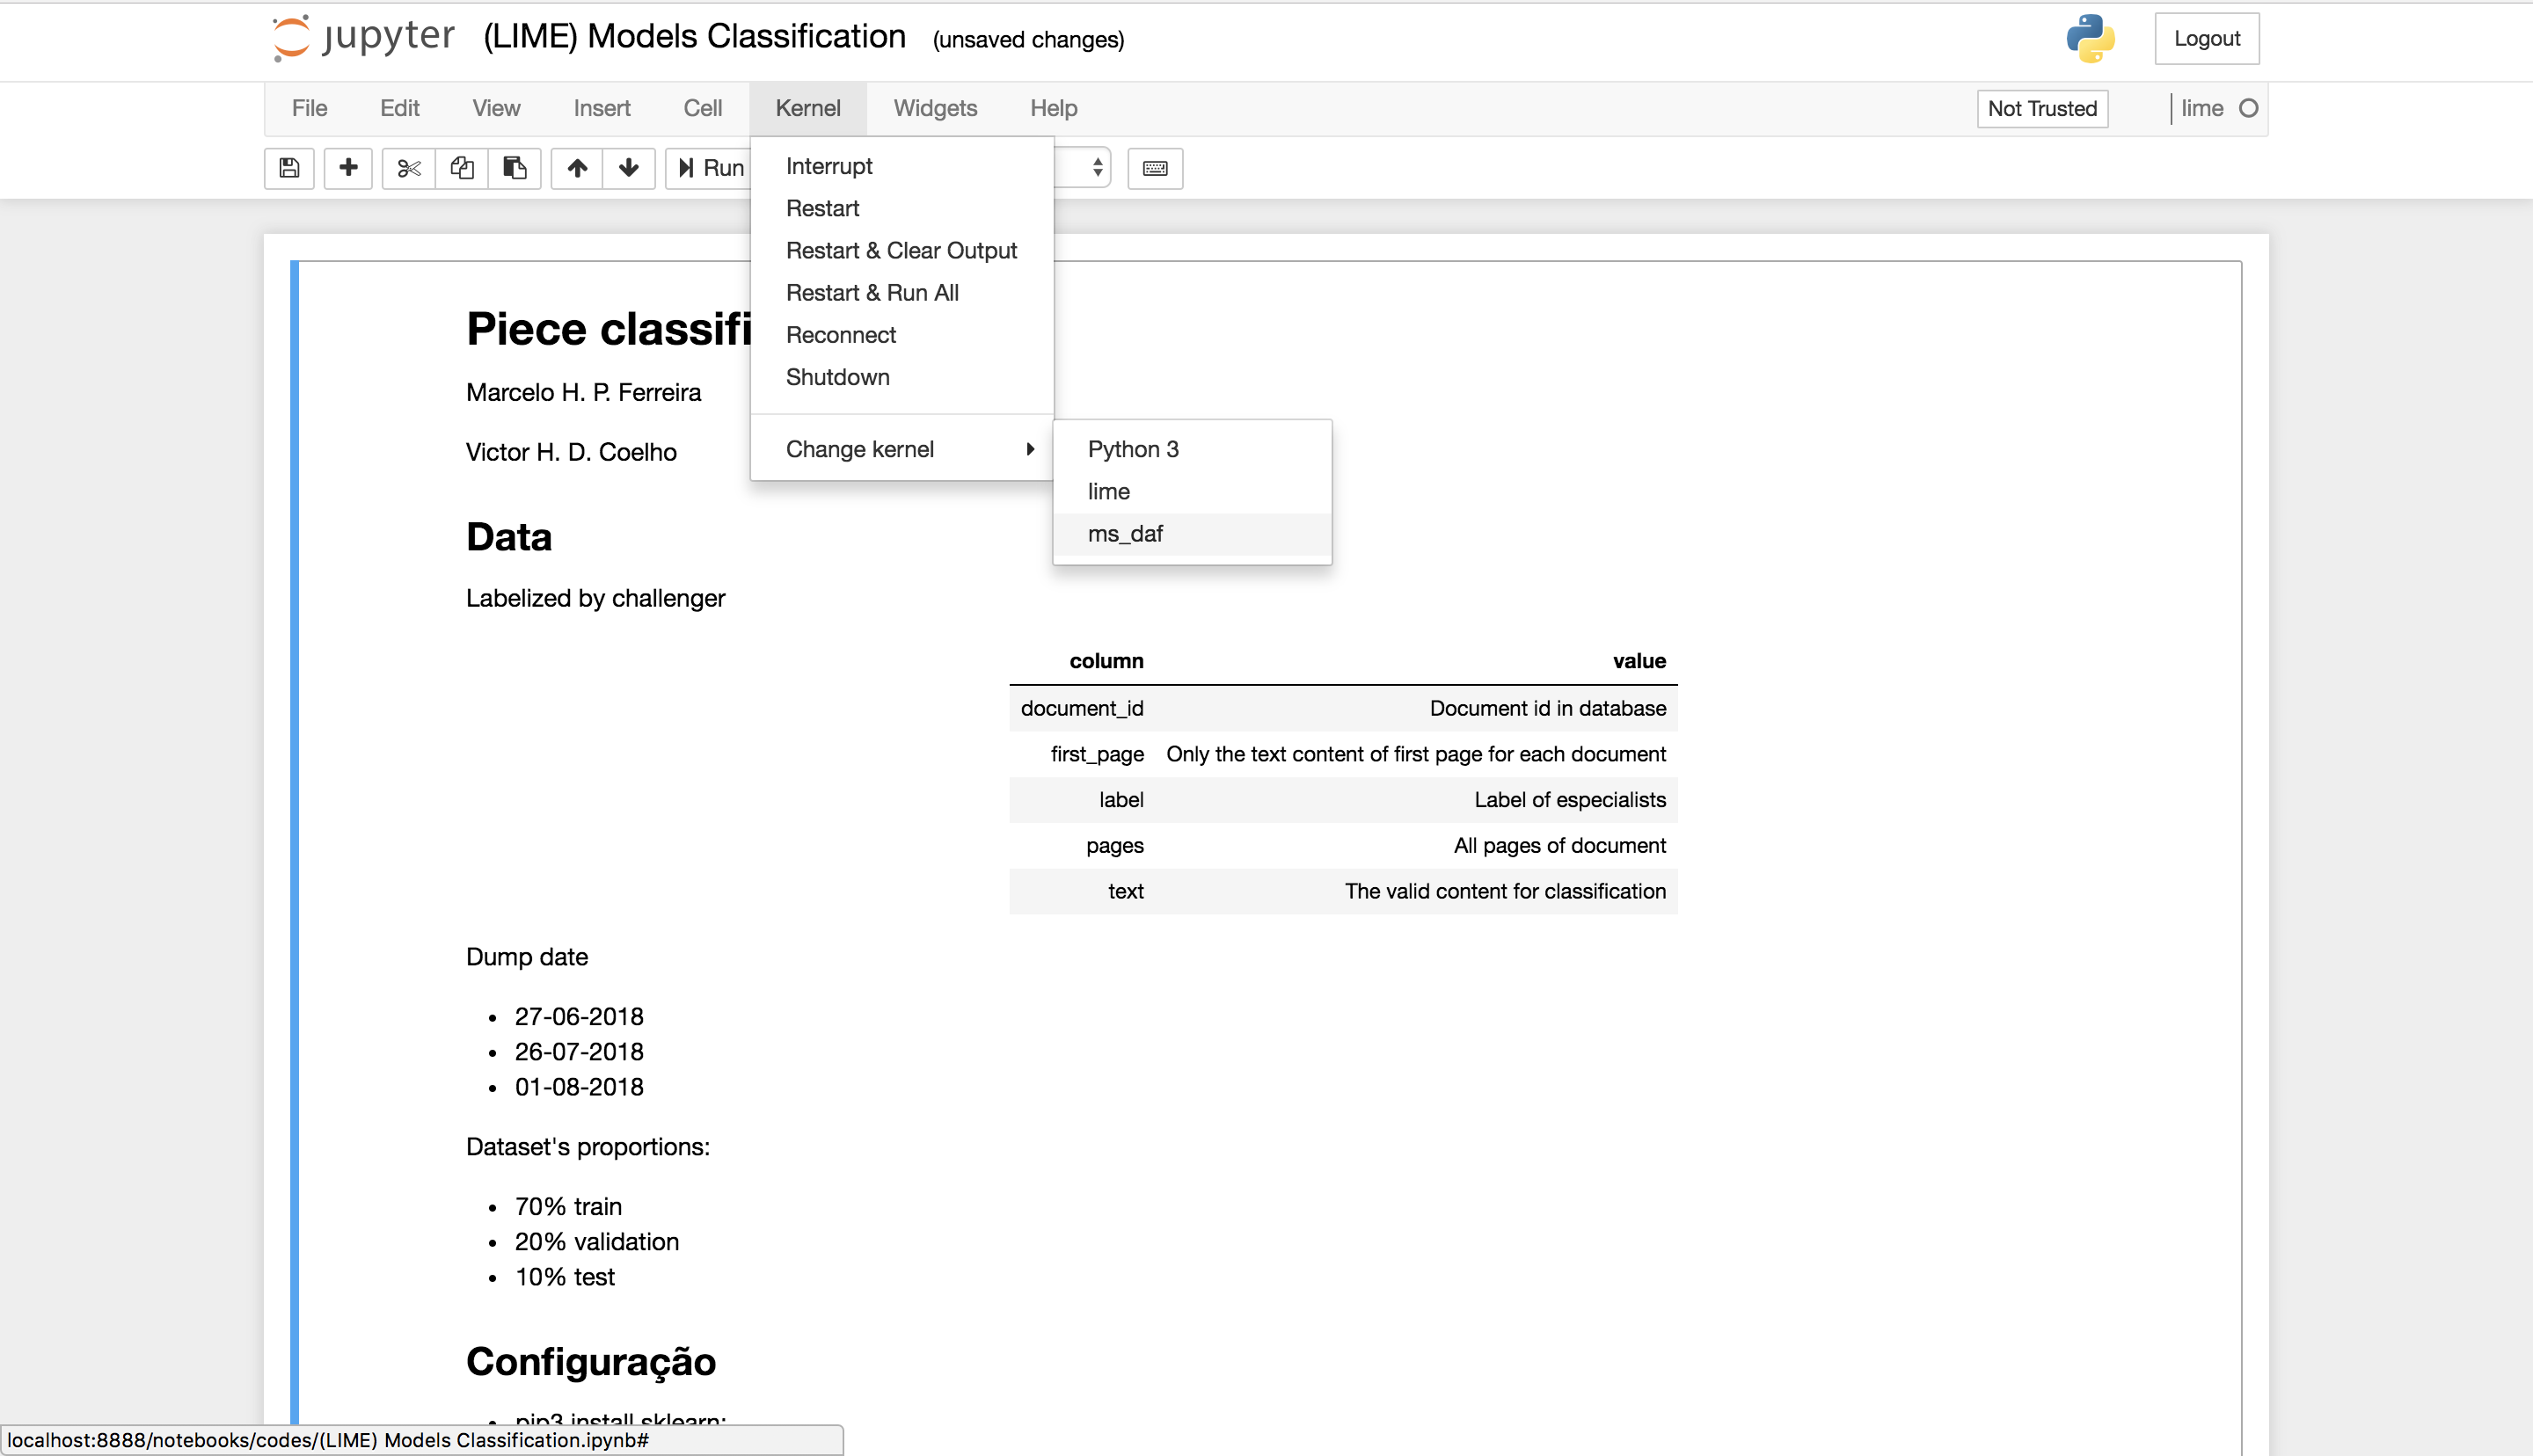 jupyter (LIME) Models Classification (unsaved changes) Logout
File Edit View Insert Cell Kernel Widgets Help Not Trusted lime
Run
Interrupt
Restart
Restart & Clear Output
Restart & Run All
Reconnect
Shutdown
Change kernel
Python 3
lime
ms_daf
Piece classifi
Marcelo H. P. Ferreira
Victor H. D. Coelho
Data
Labelized by challenger
column value
document_id Document id in database
first_page Only the text content of first page for each document
label Label of especialists
pages All pages of document
text The valid content for classification
Dump date
• 27-06-2018
• 26-07-2018
• 01-08-2018
Dataset's proportions:
• 70% train
• 20% validation
• 10% test
Configuração
• pip3 install sklearn;
localhost:8888/notebooks/codes/(LIME) Models Classification.ipynb#